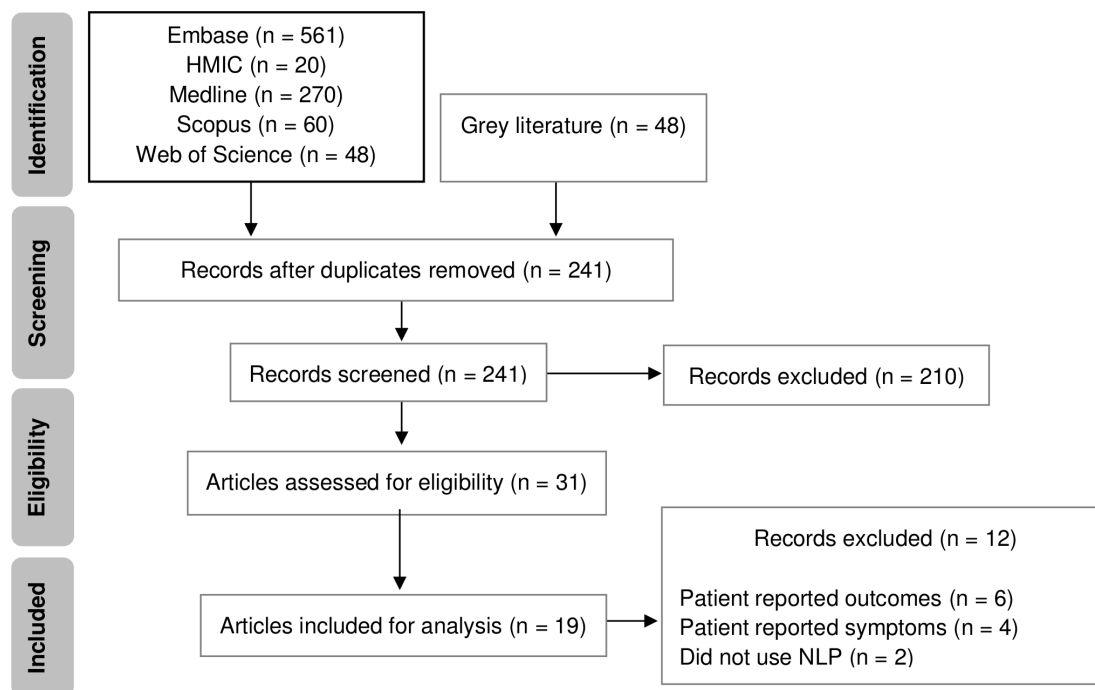 Identification
Embase (n = 561)
HMIC (n = 20)
Medline (n = 270)
Scopus (n = 60)
Web of Science (n = 48)
Grey literature (n = 48)
Screening
Records after duplicates removed (n = 241)
Records screened (n = 241)
Records excluded (n = 210)
Eligibility
Articles assessed for eligibility (n = 31)
Included
Articles included for analysis (n = 19)
Records excluded (n = 12)
Patient reported outcomes (n = 6)
Patient reported symptoms (n = 4)
Did not use NLP (n = 2)